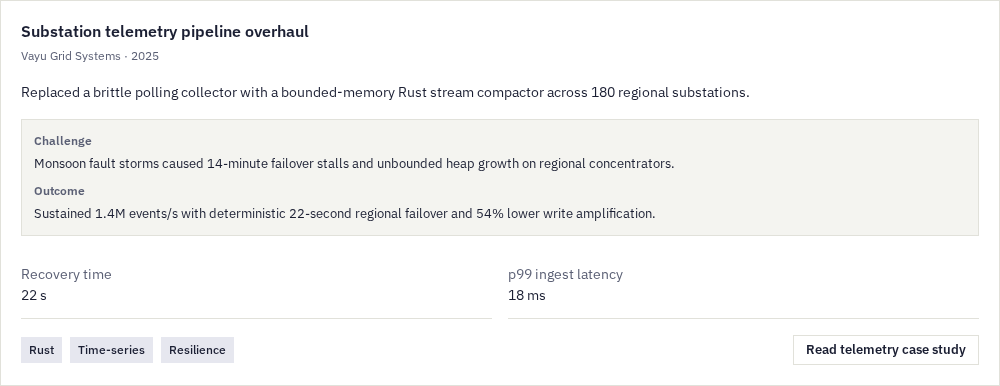 Substation telemetry pipeline overhaul
Vayu Grid Systems · 2025
Replaced a brittle polling collector with a bounded-memory Rust stream compactor across 180 regional substations.
Challenge
Monsoon fault storms caused 14-minute failover stalls and unbounded heap growth on regional concentrators.
Outcome
Sustained 1.4M events/s with deterministic 22-second regional failover and 54% lower write amplification.
Recovery time
22 s
p99 ingest latency
18 ms
Rust
Time-series
Resilience
Read telemetry case study